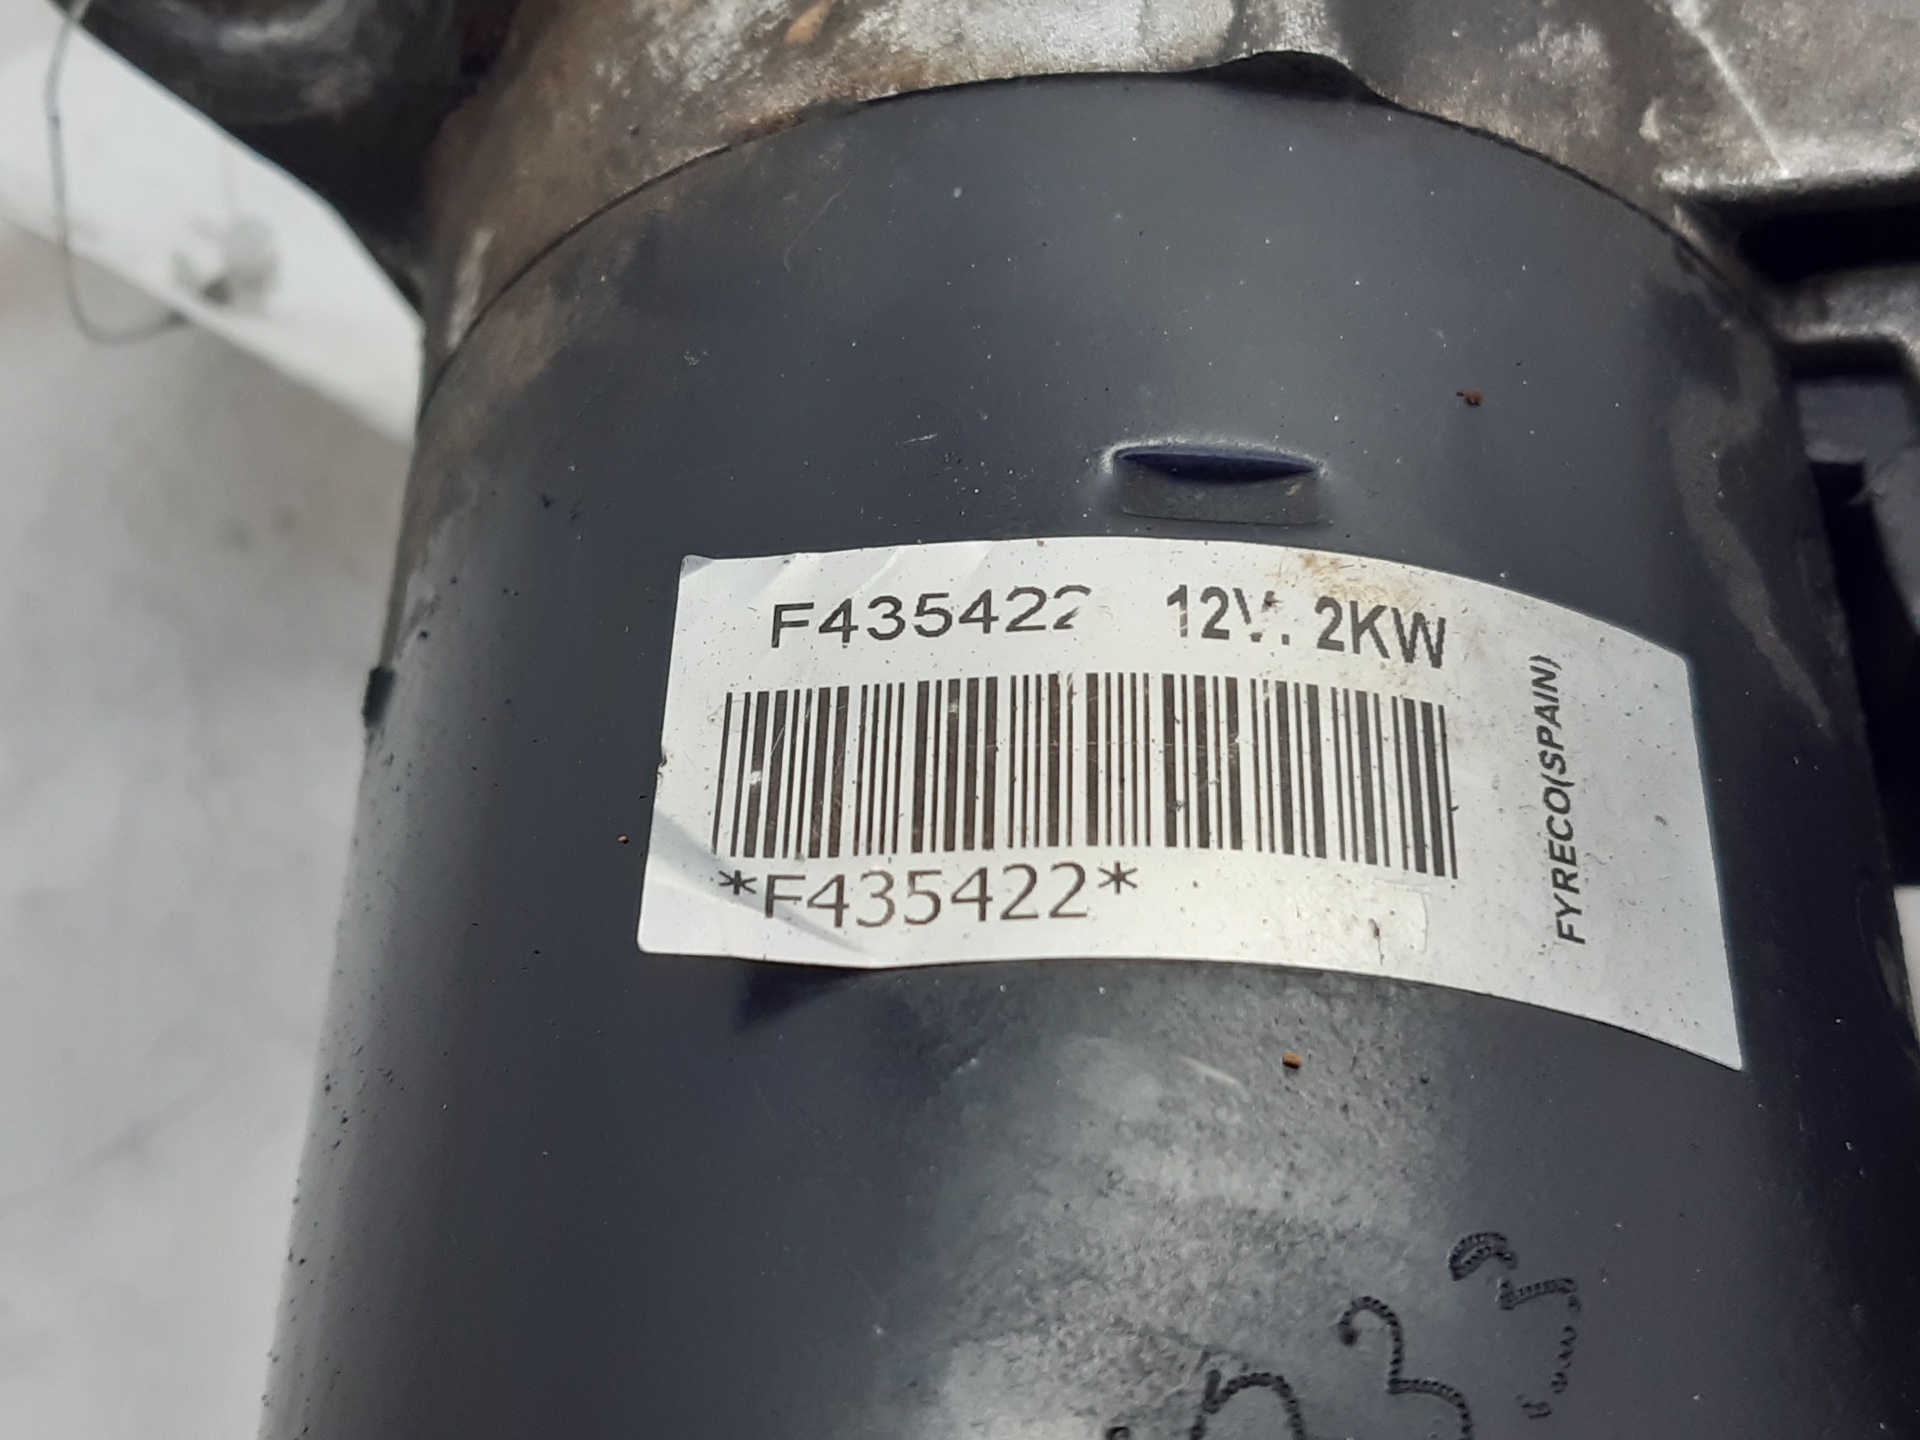 F435422 12V. 2KW
*F435422*
FYRECO(SPAIN)